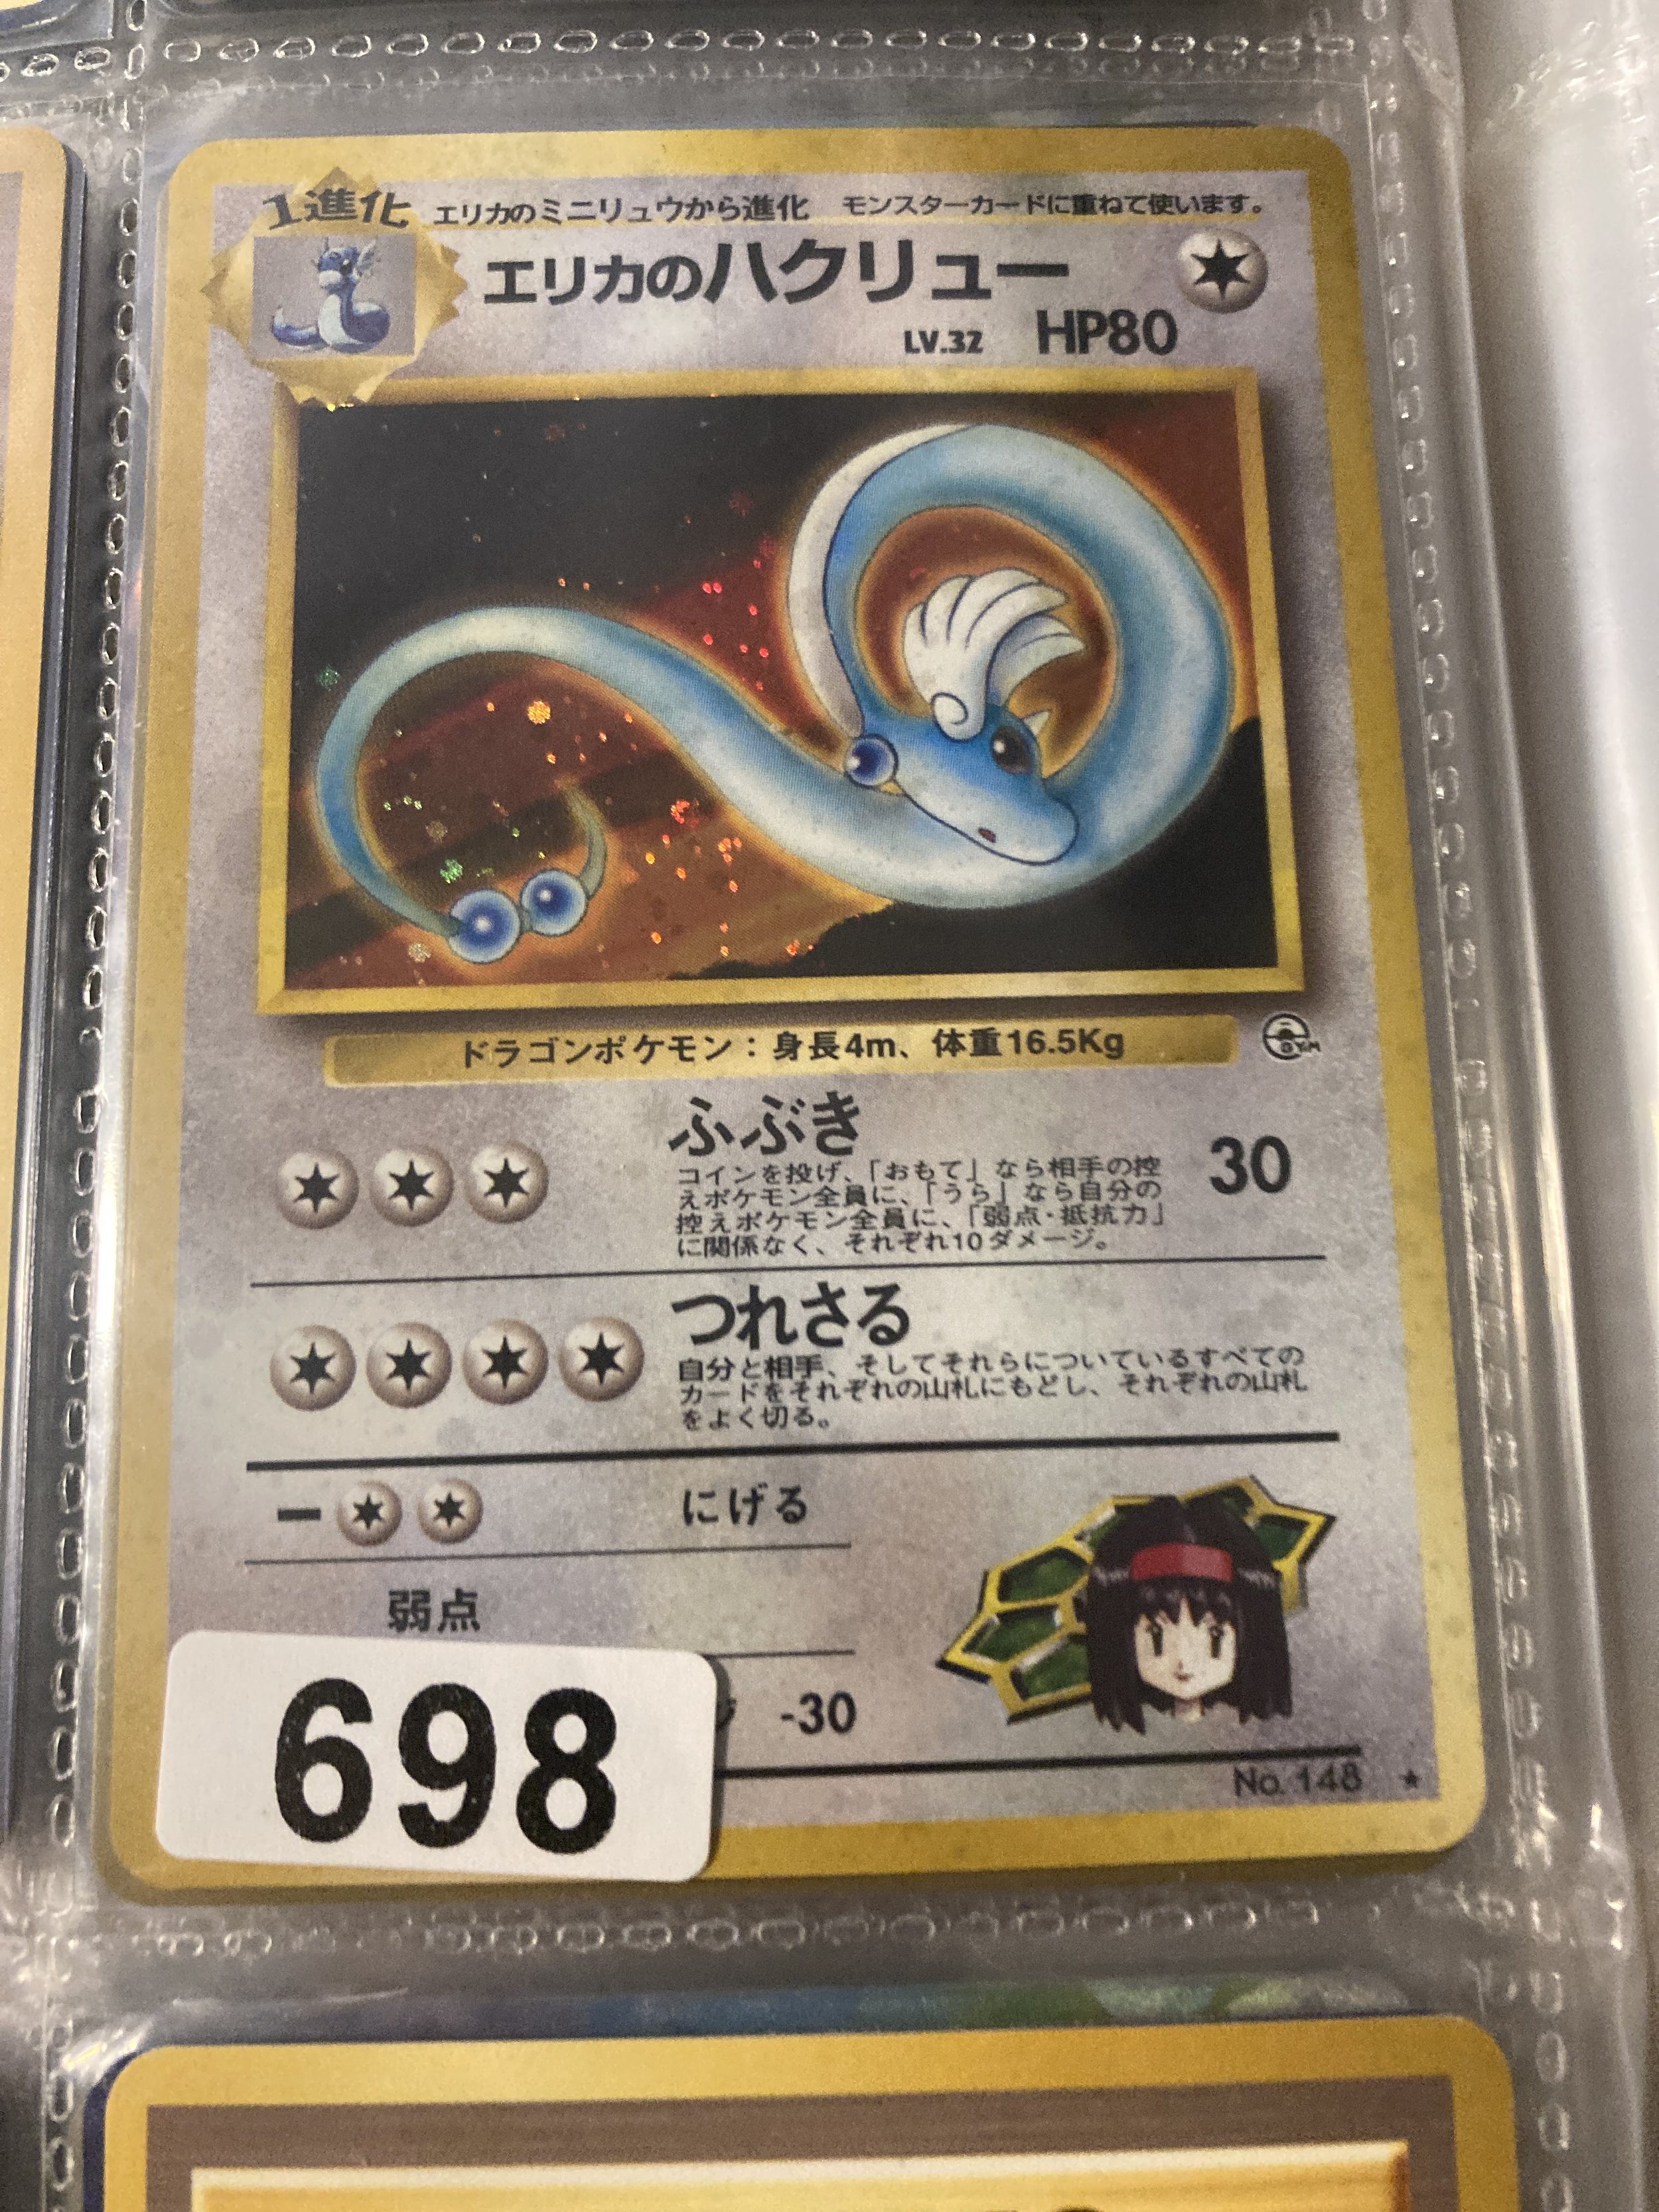 1進化 エリカのミニリュウから進化 モンスターカードに重ねて使います。
エリカのハクリュー
LV.32 HP80
ドラゴンポケモン：身長4m、体重16.5Kg
GYM
ふぶき 30
コインを投げ、「おもて」なら相手の控
えポケモン全員に、「うら」なら自分の
控えポケモン全員に、「弱点・抵抗力」
に関係なく、それぞれ10ダメージ。
つれさる
自分と相手、そしてそれらについているすべての
カードをそれぞれの山札にもどし、それぞれの山札
をよく切る。
にげる
弱点
-30
698
No. 148